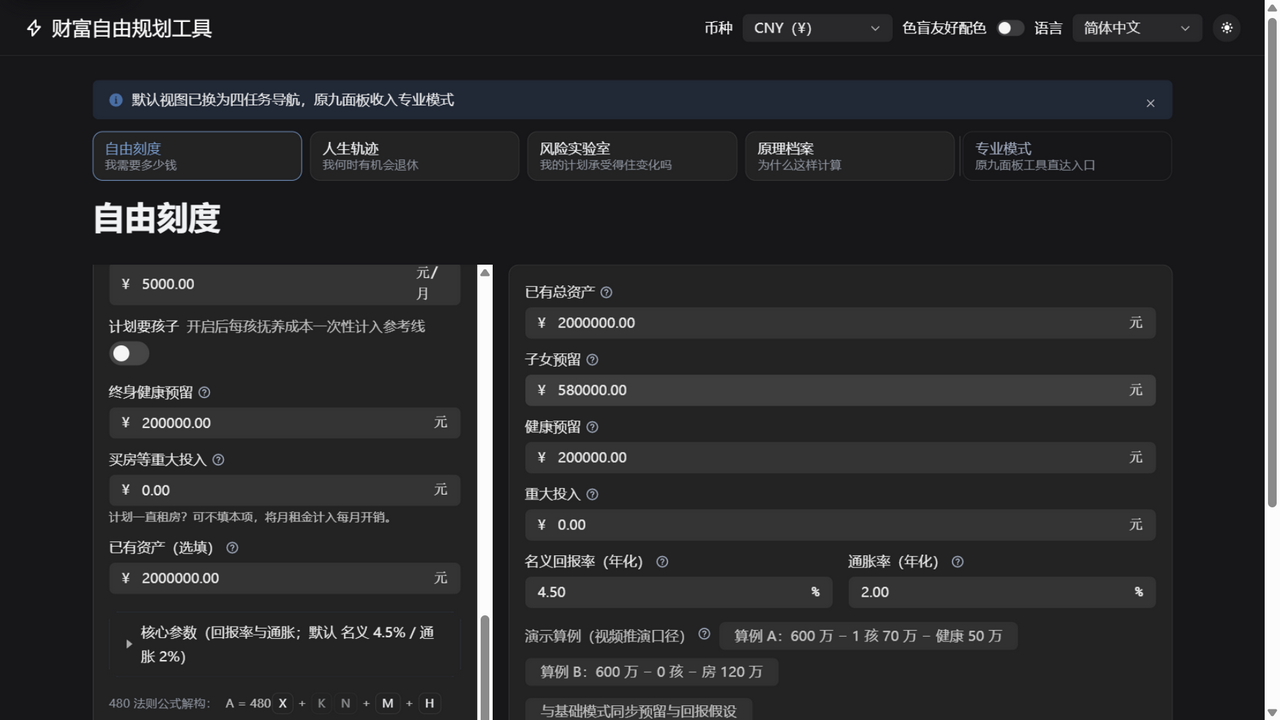 财富自由规划工具
币种
CNY（¥）
色盲友好配色
语言
简体中文
默认视图已换为四任务导航，原九面板收入专业模式
自由刻度
我需要多少钱
人生轨迹
我何时有机会退休
风险实验室
我的计划承受得住变化吗
原理档案
为什么这样计算
专业模式
原九面板工具直达入口
自由刻度
¥ 5000.00 元/
月
计划要孩子 开启后每孩抚养成本一次性计入参考线
终身健康预留
¥ 200000.00 元
买房等重大投入
¥ 0.00 元
计划一直租房？可不填本项，将月租金计入每月开销。
已有资产（选填）
¥ 2000000.00 元
核心参数（回报率与通胀；默认 名义 4.5% / 通
胀 2%）
480 法则公式解构： A = 480 X + K N + M + H
已有总资产
¥ 2000000.00 元
子女预留
¥ 580000.00 元
健康预留
¥ 200000.00 元
重大投入
¥ 0.00 元
名义回报率（年化） 通胀率（年化）
4.50 % 2.00 %
演示算例（视频推演口径） 算例 A：600 万 − 1 孩 70 万 − 健康 50 万
算例 B：600 万 − 0 孩 − 房 120 万
与基础模式同步预留与回报假设